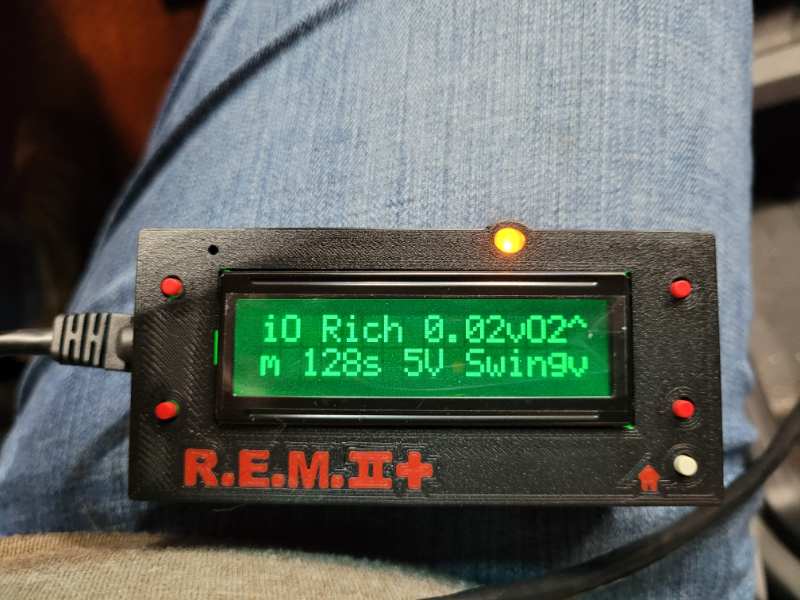 iO Rich 0.02vO2^
m 128s 5V Swingv
R.E.M.II+